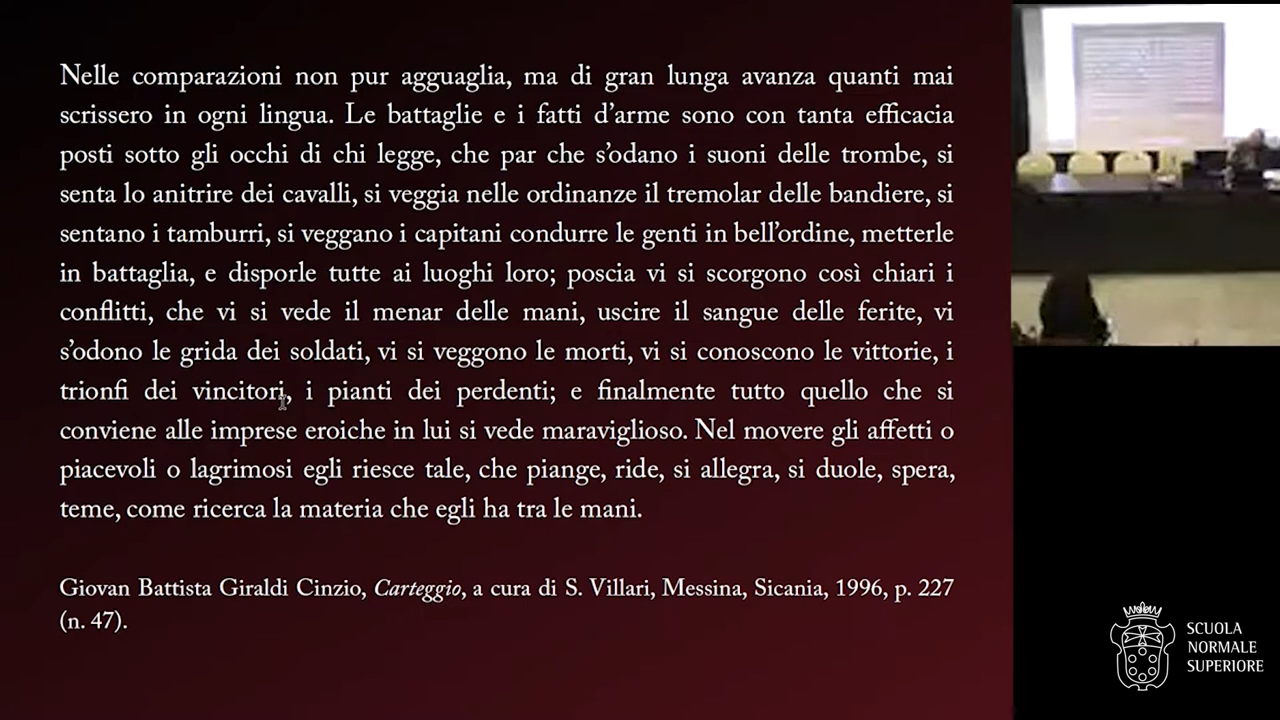 Nelle comparazioni non pur agguaglia, ma di gran lunga avanza quanti mai
scrissero in ogni lingua. Le battaglie e i fatti d’arme sono con tanta efficacia
posti sotto gli occhi di chi legge, che par che s’odano i suoni delle trombe, si
senta lo anitrire dei cavalli, si veggia nelle ordinanze il tremolar delle bandiere, si
sentano i tamburri, si veggano i capitani condurre le genti in bell’ordine, metterle
in battaglia, e disporle tutte ai luoghi loro; poscia vi si scorgono così chiari i
conflitti, che vi si vede il menar delle mani, uscire il sangue delle ferite, vi
s’odono le grida dei soldati, vi si veggono le morti, vi si conoscono le vittorie, i
trionfi dei vincitori, i pianti dei perdenti; e finalmente tutto quello che si
conviene alle imprese eroiche in lui si vede maraviglioso. Nel movere gli affetti o
piacevoli o lagrimosi egli riesce tale, che piange, ride, si allegra, si duole, spera,
teme, come ricerca la materia che egli ha tra le mani.
Giovan Battista Giraldi Cinzio, Carteggio, a cura di S. Villari, Messina, Sicania, 1996, p. 227
(n. 47).
SCUOLA
NORMALE
SUPERIORE